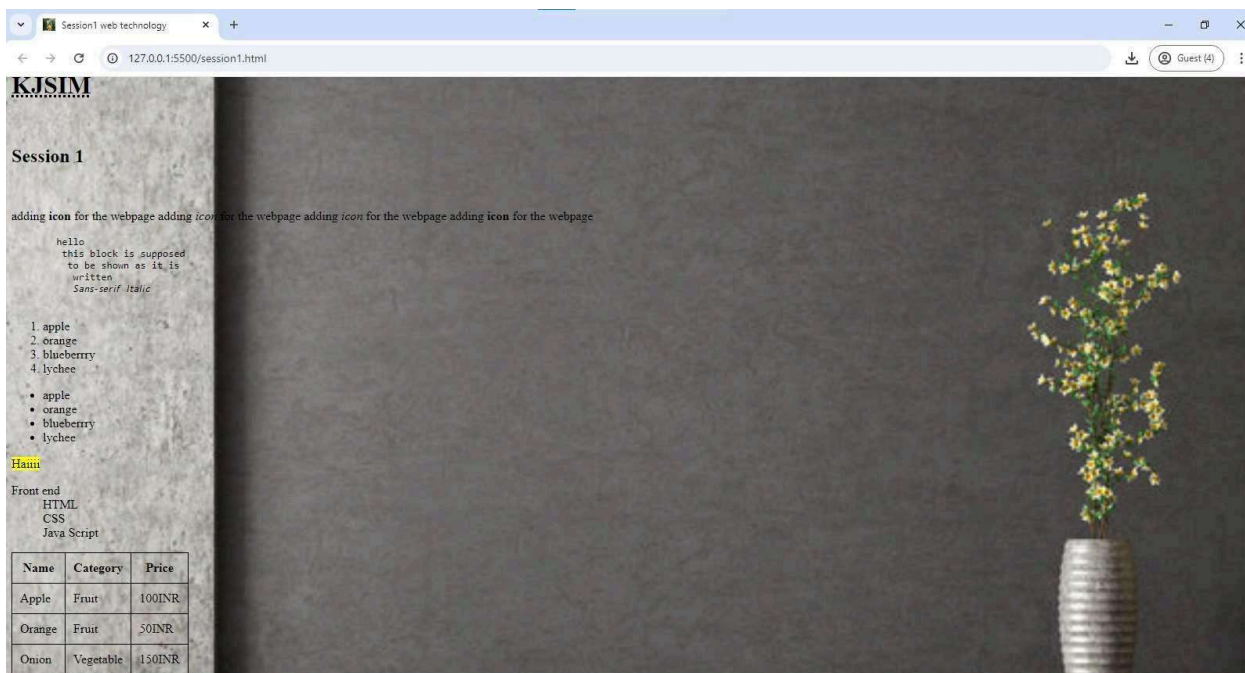 Session1 web technology
127.0.0.1:5500/session1.html
Guest (4)
KJSIM
Session 1
adding icon for the webpage adding icon for the webpage adding icon for the webpage adding icon for the webpage
hello
this block is supposed
to be shown as it is
written
Sans-serif Italic
1. apple
2. orange
3. blueberrry
4. lychee
• apple
• orange
• blueberrry
• lychee
Haiiii
Front end
HTML
CSS
Java Script
Name Category Price
Apple Fruit 100INR
Orange Fruit 50INR
Onion Vegetable 150INR